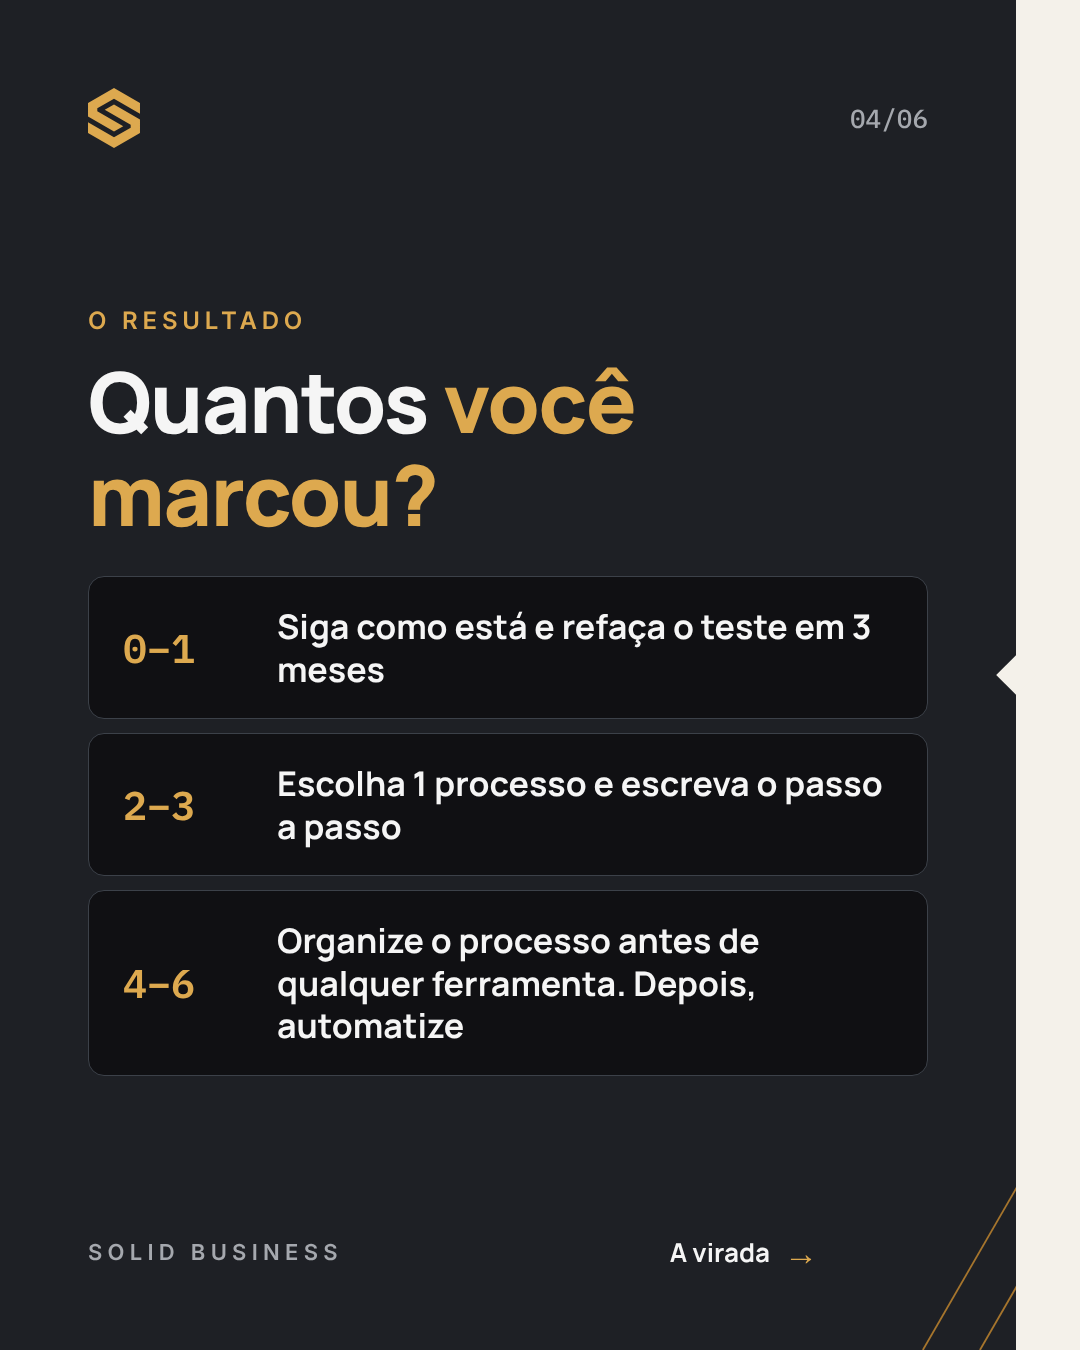 04/06
O RESULTADO
Quantos você
marcou?
0–1
Siga como está e refaça o teste em 3
meses
2–3
Escolha 1 processo e escreva o passo
a passo
4–6
Organize o processo antes de
qualquer ferramenta. Depois,
automatize
SOLID BUSINESS
A virada →